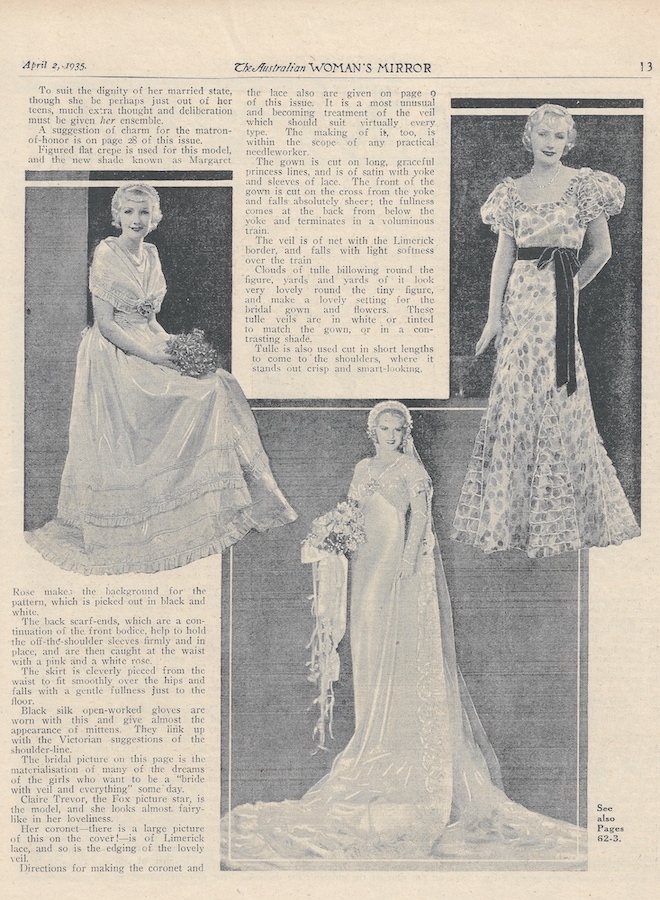 April 2, 1935.
The Australian WOMAN'S MIRROR
13
To suit the dignity of her married state,
though she be perhaps just out of her
teens, much extra thought and deliberation
must be given her ensemble.
A suggestion of charm for the matron-
of-honor is on page 28 of this issue.
Figured flat crepe is used for this model,
and the new shade known as Margaret
Rose makes the background for the
pattern, which is picked out in black and
white.
The back scarf-ends, which are a con-
tinuation of the front bodice, help to hold
the off-the-shoulder sleeves firmly and in
place, and are then caught at the waist
with a pink and a white rose.
The skirt is cleverly pieced from the
waist to fit smoothly over the hips and
falls with a gentle fullness just to the
floor.
Black silk open-worked gloves are
worn with this and give almost the
appearance of mittens. They link up
with the Victorian suggestions of the
shoulder-line.
The bridal picture on this page is the
materialisation of many of the dreams
of the girls who want to be a "bride
with veil and everything" some day.
Claire Trevor, the Fox picture star, is
the model, and she looks almost fairy-
like in her loveliness.
Her coronet—there is a large picture
of this on the cover!—is of Limerick
lace, and so is the edging of the lovely
veil.
Directions for making the coronet and
the lace also are given on page 9
of this issue. It is a most unusual
and becoming treatment of the veil
which should suit virtually every
type. The making of it, too, is
within the scope of any practical
needleworker.
The gown is cut on long, graceful
princess lines, and is of satin with yoke
and sleeves of lace. The front of the
gown is cut on the cross from the yoke
and falls absolutely sheer; the fullness
comes at the back from below the
yoke and terminates in a voluminous
train.
The veil is of net with the Limerick
border, and falls with light softness
over the train
Clouds of tulle billowing round the
figure, yards and yards of it look
very lovely round the tiny figure,
and make a lovely setting for the
bridal gown and flowers. These
tulle veils are in white or tinted
to match the gown, or in a con-
trasting shade.
Tulle is also used cut in short lengths
to come to the shoulders, where it
stands out crisp and smart-looking.
See
also
Pages
62-3.